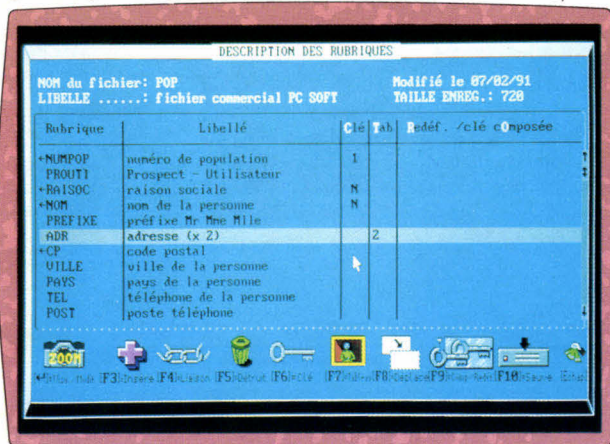 DESCRIPTION DES RUBRIQUES
NOM du fichier: POP Modifié le 07/02/91
LIBELLE ......: fichier commercial PC SOFT TAILLE ENREG.: 720
Rubrique Libellé Clé Tab Redéf. /clé cOmposée
←NUMPOP numéro de population 1
PROUTI Prospect - Utilisateur
←RAISOC raison sociale N
←NOM nom de la personne N
PREFIXE préfixe Mr Mme Mlle
ADR adresse (x 2) 2
←CP code postal
VILLE ville de la personne
PAYS pays de la personne
TEL téléphone de la personne
POST poste téléphone
ZOOM
F3 F4 F5 F6 F7 F8 F9 F10